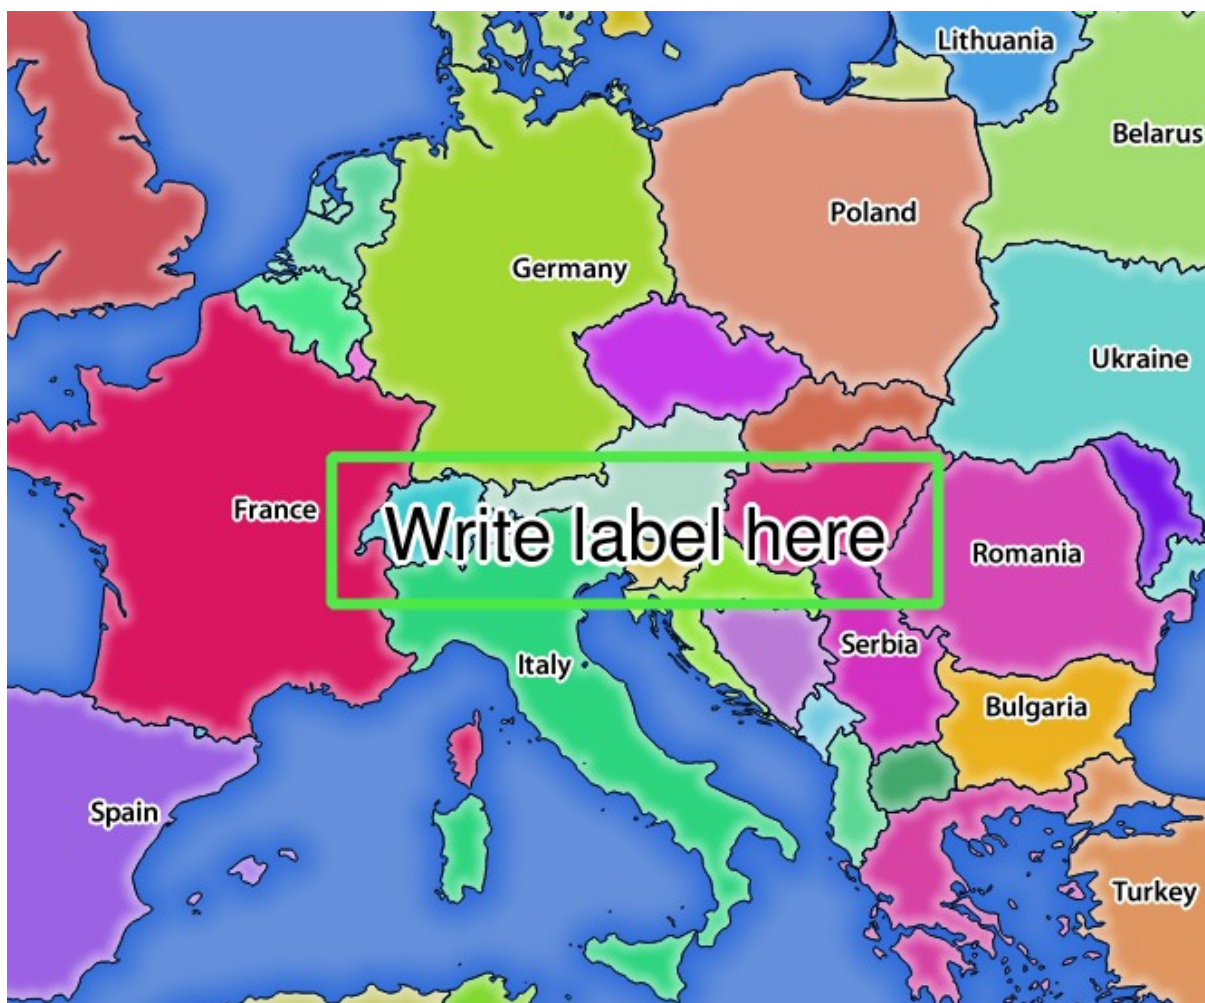 Lithuania
Belarus
Poland
Germany
Ukraine
France
Write label here
Romania
Serbia
Italy
Bulgaria
Spain
Turkey